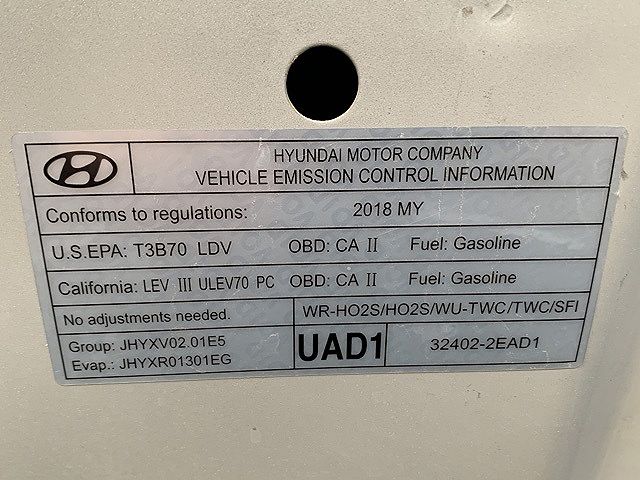 HYUNDAI MOTOR COMPANY
VEHICLE EMISSION CONTROL INFORMATION
Conforms to regulations: 2018 MY
U.S.EPA: T3B70 LDV OBD: CA II Fuel: Gasoline
California: LEV III ULEV70 PC OBD: CA II Fuel: Gasoline
No adjustments needed. WR-HO2S/HO2S/WU-TWC/TWC/SFI
Group: JHYXV02.01E5
Evap.: JHYXR01301EG
UAD1
32402-2EAD1